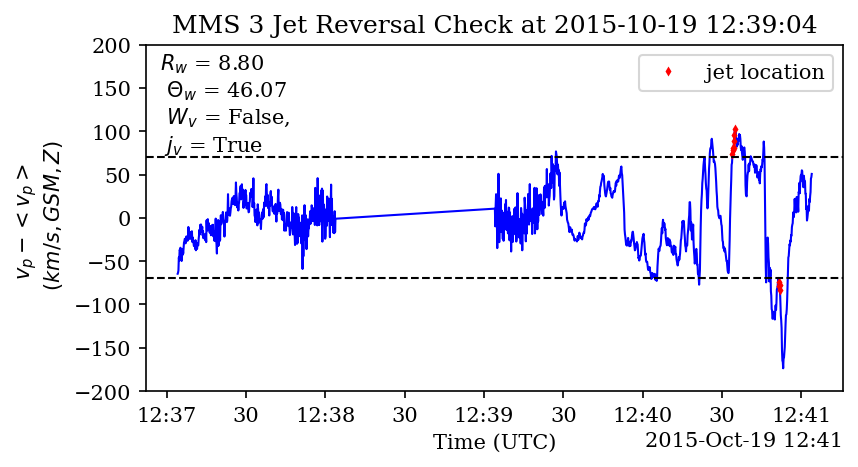 MMS 3 Jet Reversal Check at 2015-10-19 12:39:04
R_w = 8.80
Θ_w = 46.07
W_v = False,
j_v = True
jet location
v_p − <v_p>
(km/s, GSM, Z)
200
150
100
50
0
−50
−100
−150
−200
12:37
30
12:38
30
12:39
30
12:40
30
12:41
Time (UTC)
2015-Oct-19 12:41